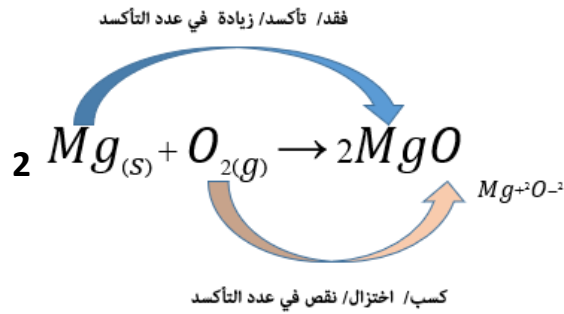 فقد/ تأكسد/ زيادة في عدد التأكسد
2 Mg(s) + O2(g) → 2MgO
Mg+²O−²
كسب/ اختزال/ نقص في عدد التأكسد